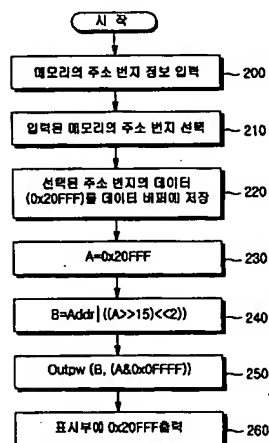 시 작
메모리의 주소 번지 정보 입력
200
입력된 메모리의 주소 번지 선택
210
선택된 주소 번지의 데이터
(0x20FFF)를 데이터 버퍼에 저장
220
A=0x20FFF
230
B=Addr|((A>>15)<<2))
240
Outpw (B, (A&0x0FFFF))
250
표시부에 0x20FFF출력
260